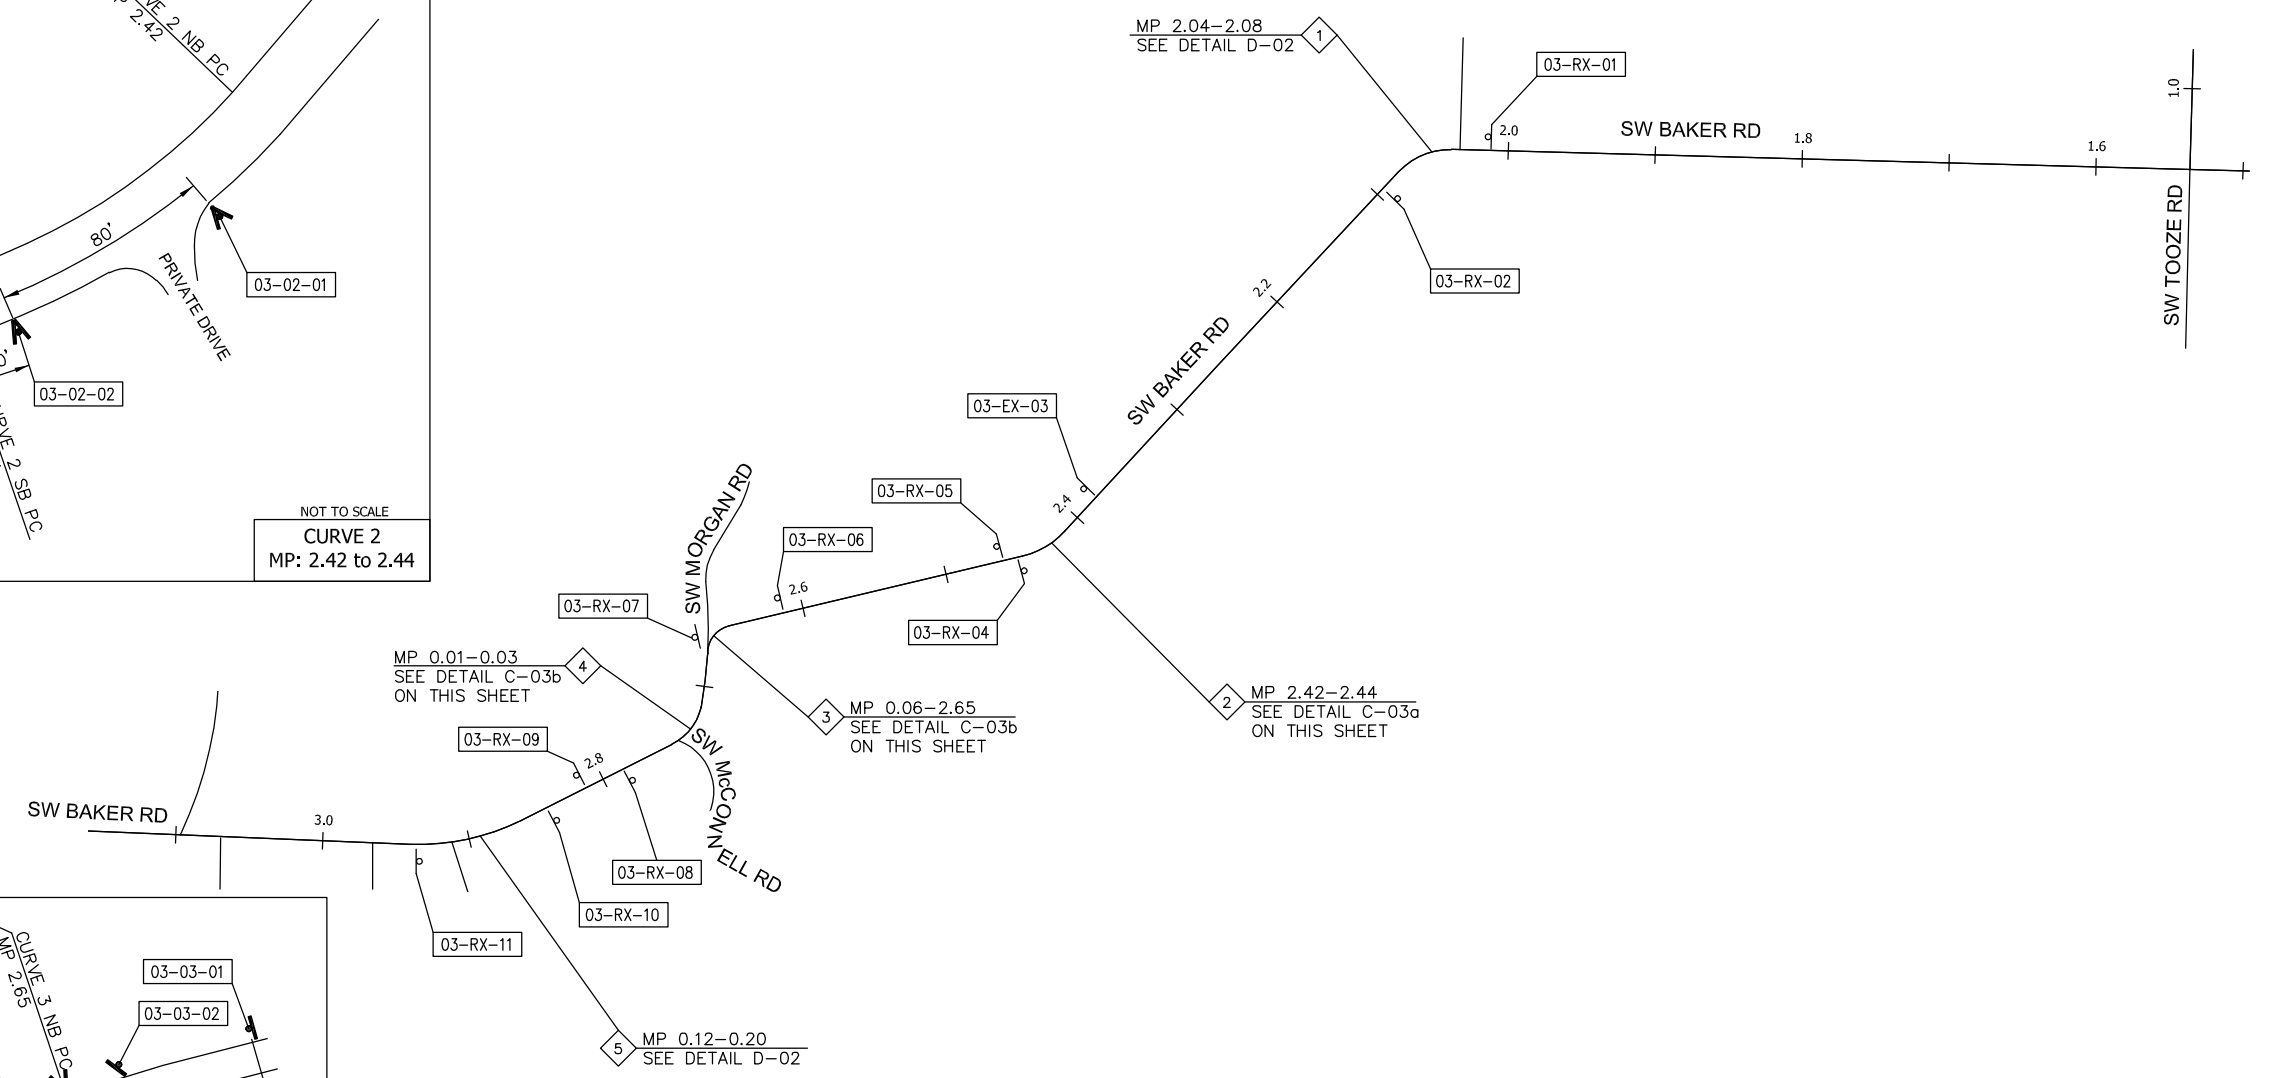 2.42
VE 2 NB PC
80'
PRIVATE DRIVE
03-02-01
03-02-02
CURVE 2 SB PC
NOT TO SCALE
CURVE 2
MP: 2.42 to 2.44
MP 2.04-2.08
SEE DETAIL D-02
1
03-RX-01
2.0
SW BAKER RD
1.8
1.6
1.0
SW TOOZE RD
03-RX-02
2.2
SW BAKER RD
03-EX-03
2.4
03-RX-05
03-RX-04
03-RX-06
2.6
SW MORGAN RD
03-RX-07
MP 0.01-0.03
SEE DETAIL C-03b
ON THIS SHEET
4
3
MP 0.06-2.65
SEE DETAIL C-03b
ON THIS SHEET
2
MP 2.42-2.44
SEE DETAIL C-03a
ON THIS SHEET
03-RX-09
2.8
SW McCONNELL RD
03-RX-08
03-RX-10
03-RX-11
SW BAKER RD
3.0
5
MP 0.12-0.20
SEE DETAIL D-02
CURVE 3 NB PC
MP 2.65
03-03-01
03-03-02